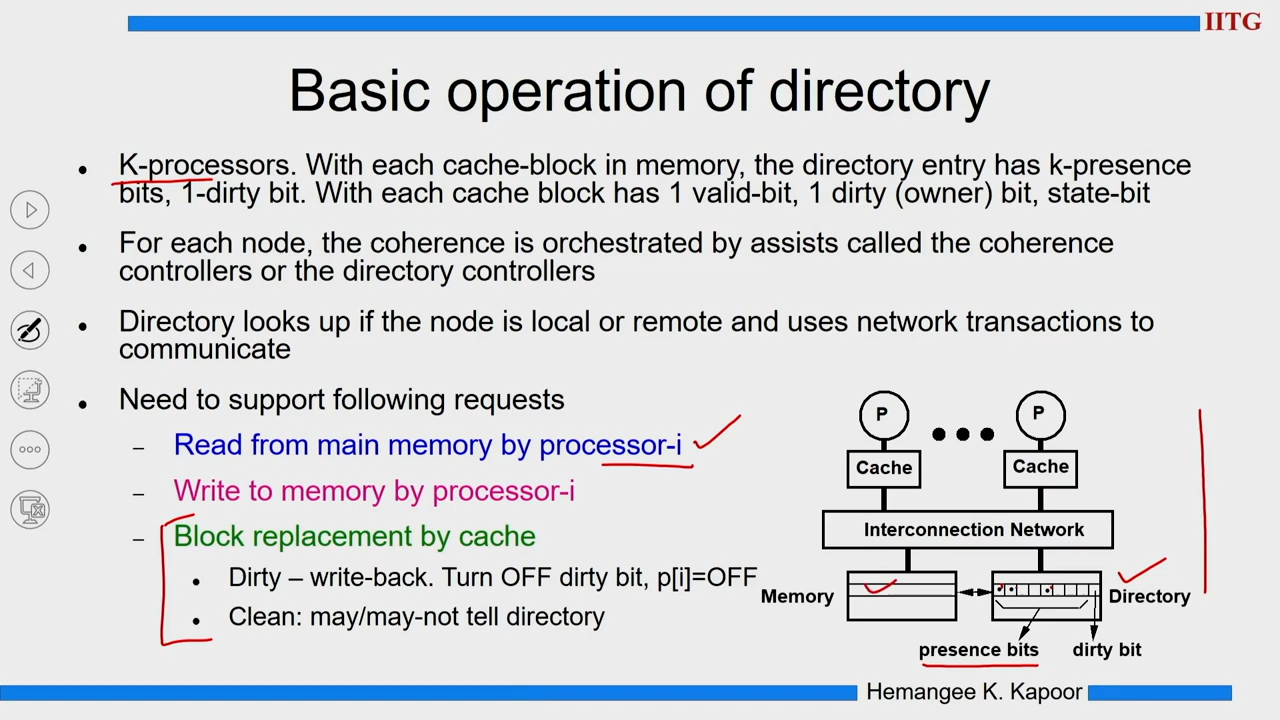 IITG
Basic operation of directory
K-processors. With each cache-block in memory, the directory entry has k-presence
bits, 1-dirty bit. With each cache block has 1 valid-bit, 1 dirty (owner) bit, state-bit
For each node, the coherence is orchestrated by assists called the coherence
controllers or the directory controllers
Directory looks up if the node is local or remote and uses network transactions to
communicate
Need to support following requests
– Read from main memory by processor-i
– Write to memory by processor-i
– Block replacement by cache
Dirty – write-back. Turn OFF dirty bit, p[i]=OFF
Clean: may/may-not tell directory
P
P
Cache
Cache
Interconnection Network
Memory
Directory
presence bits
dirty bit
Hemangee K. Kapoor